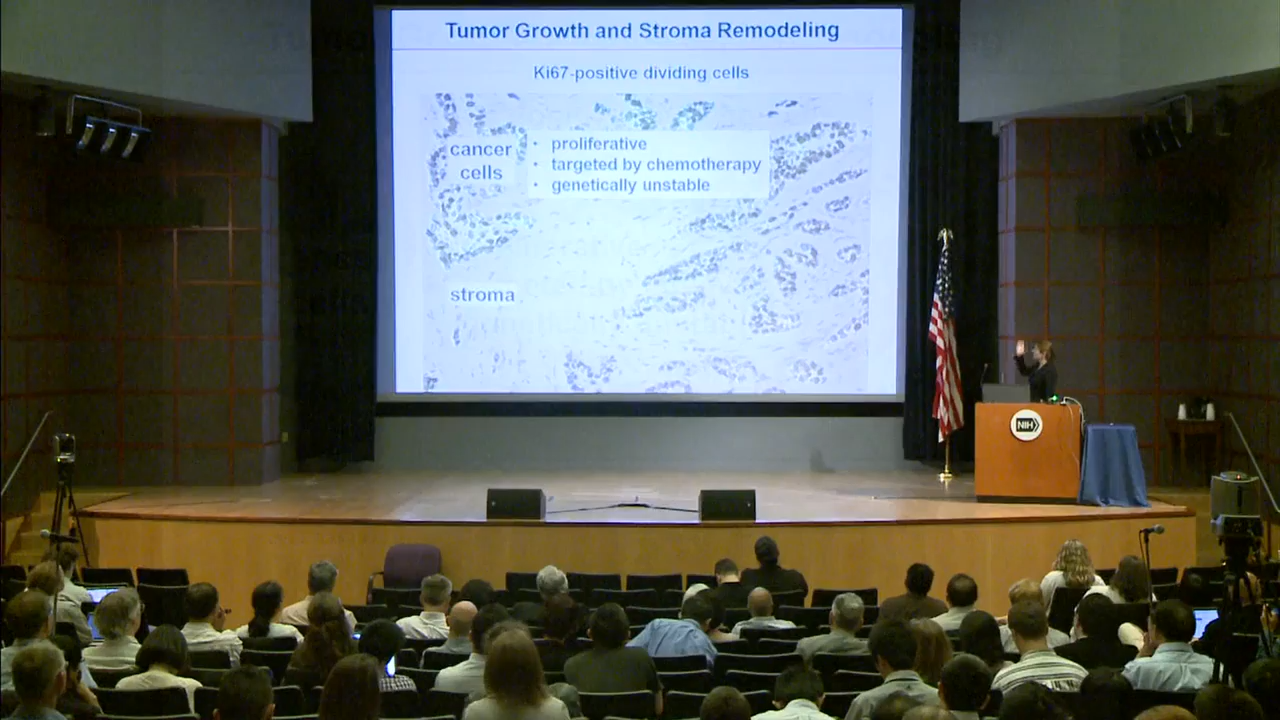 Tumor Growth and Stroma Remodeling
Ki67-positive dividing cells
cancer
cells
• proliferative
• targeted by chemotherapy
• genetically unstable
stroma
NIH